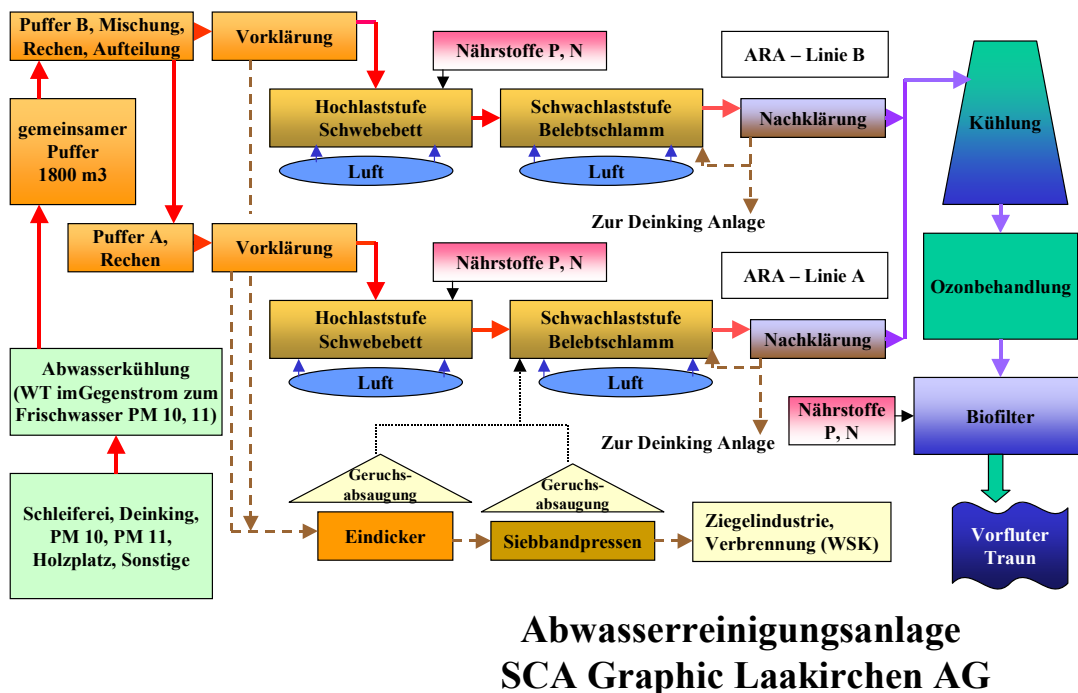 Puffer B, Mischung,
Rechen, Aufteilung
Vorklärung
Nährstoffe P, N
ARA – Linie B
gemeinsamer
Puffer
1800 m3
Hochlaststufe
Schwebebett
Schwachlaststufe
Belebtschlamm
Nachklärung
Kühlung
Luft
Luft
Zur Deinking Anlage
Puffer A,
Rechen
Vorklärung
Nährstoffe P, N
ARA – Linie A
Ozonbehandlung
Hochlaststufe
Schwebebett
Schwachlaststufe
Belebtschlamm
Nachklärung
Luft
Luft
Abwasserkühlung
(WT imGegenstrom zum
Frischwasser PM 10, 11)
Nährstoffe
P, N
Biofilter
Zur Deinking Anlage
Geruchs-
absaugung
Geruchs-
absaugung
Schleiferei, Deinking,
PM 10, PM 11,
Holzplatz, Sonstige
Eindicker
Siebbandpressen
Ziegelindustrie,
Verbrennung (WSK)
Vorfluter
Traun
Abwasserreinigungsanlage
SCA Graphic Laakirchen AG